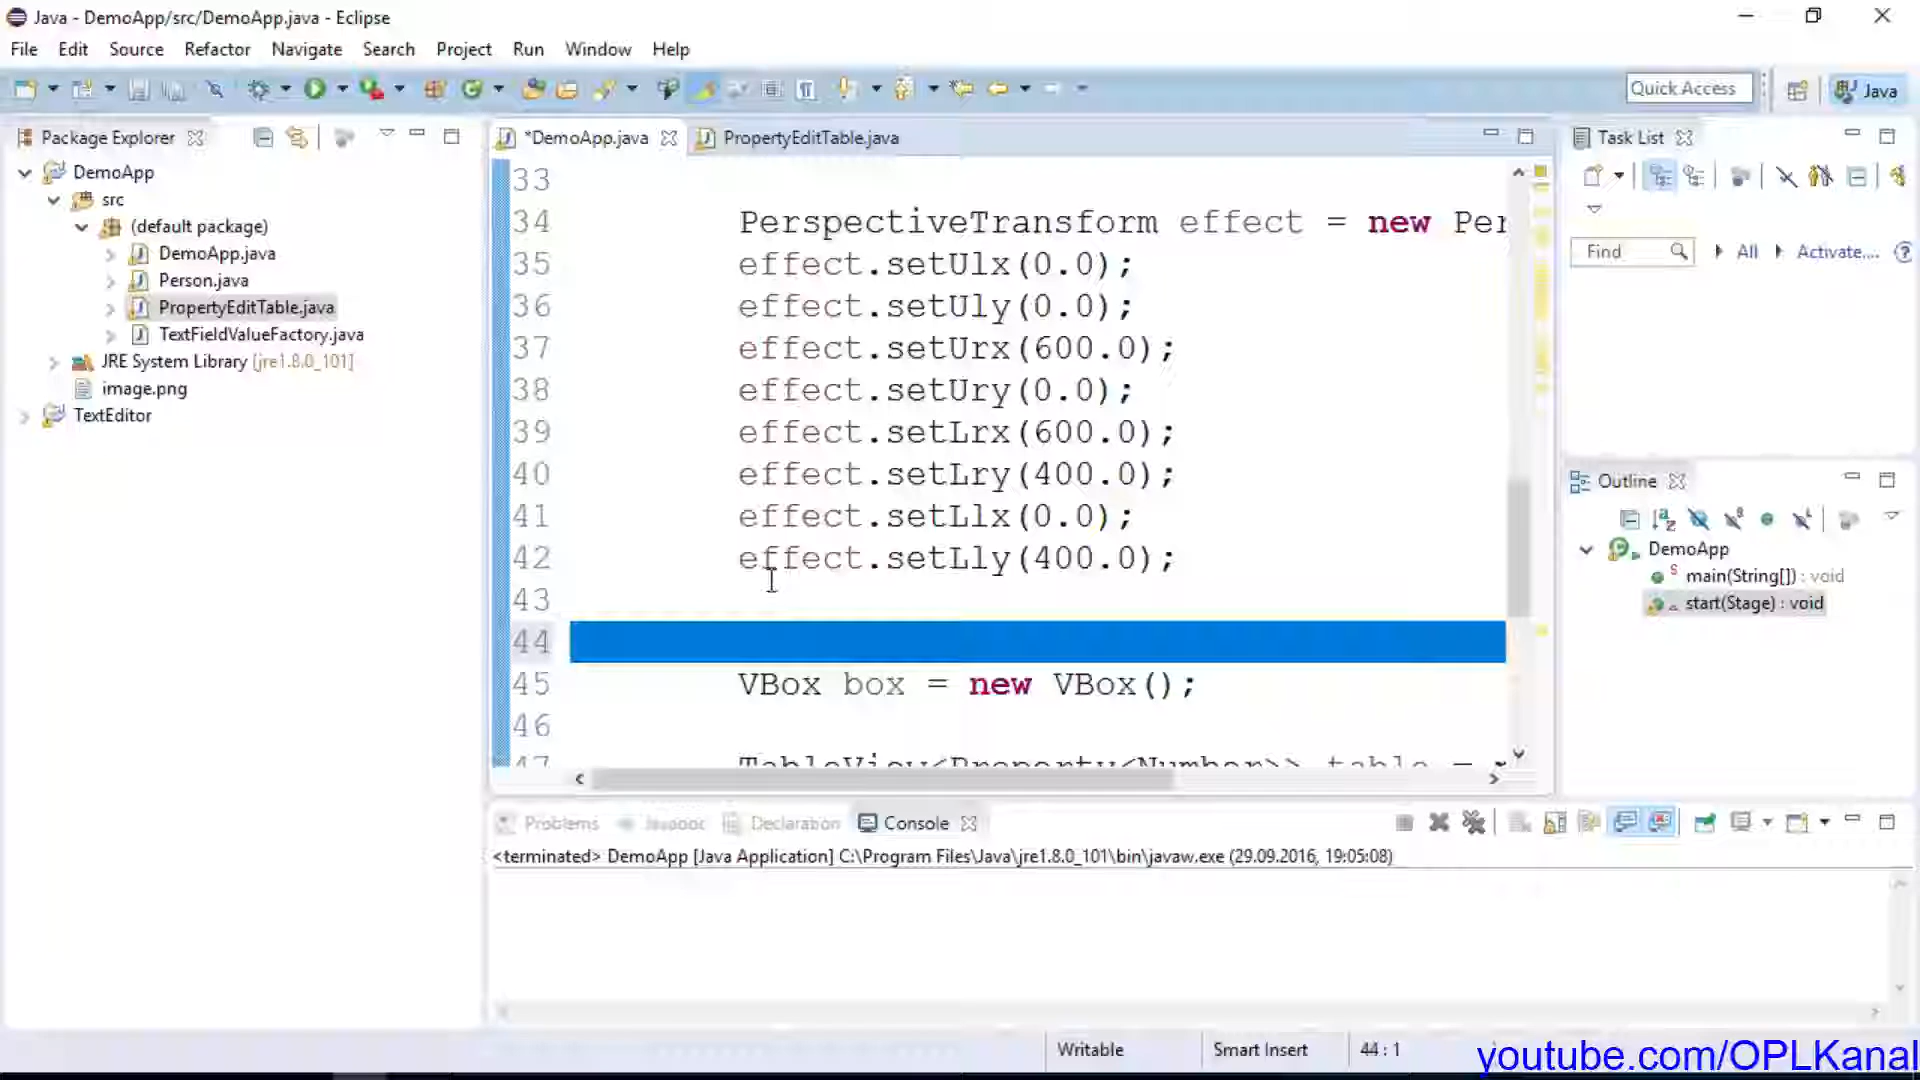 Java - DemoApp/src/DemoApp.java - Eclipse
File Edit Source Refactor Navigate Search Project Run Window Help
Quick Access
Java
Package Explorer
*DemoApp.java
PropertyEditTable.java
Task List
DemoApp
src
(default package)
DemoApp.java
Person.java
PropertyEditTable.java
TextFieldValueFactory.java
JRE System Library [jre1.8.0_101]
image.png
TextEditor
33
34 PerspectiveTransform effect = new Per
35 effect.setUlx(0.0);
36 effect.setUly(0.0);
37 effect.setUrx(600.0);
38 effect.setUry(0.0);
39 effect.setLrx(600.0);
40 effect.setLry(400.0);
41 effect.setLlx(0.0);
42 effect.setLly(400.0);
43
44
45 VBox box = new VBox();
46
47 TableView<Property<Number>> table =
Find
All
Activate...
Outline
DemoApp
main(String[]) : void
start(Stage) : void
Problems
Javadoc
Declaration
Console
<terminated> DemoApp [Java Application] C:\Program Files\Java\jre1.8.0_101\bin\javaw.exe (29.09.2016, 19:05:08)
Writable
Smart Insert
44 : 1
youtube.com/OPLKanal